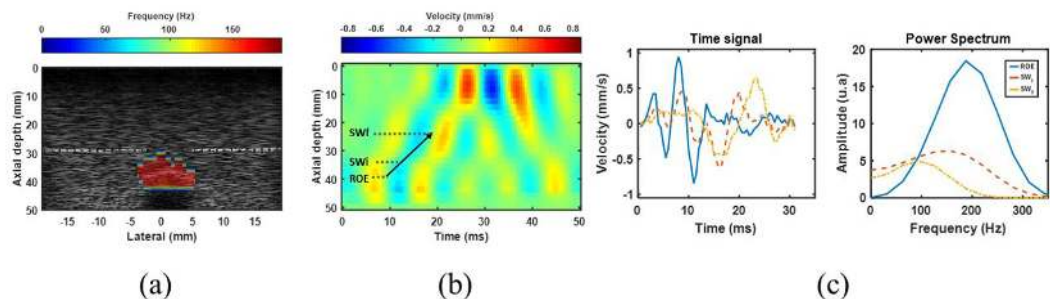 Frequency (Hz)
0 50 100 150
Axial depth (mm)
0
10
20
30
40
50
-15 -10 -5 0 5 10 15
Lateral (mm)
(a)
Velocity (mm/s)
-0.8 -0.6 -0.4 -0.2 0 0.2 0.4 0.6 0.8
Axial depth (mm)
0
10
20
30
40
50
SWf
SWi
ROE
0 10 20 30 40 50
Time (ms)
(b)
Time signal
Velocity (mm/s)
1
0.5
0
-0.5
-1
0 10 20 30
Time (ms)
Power Spectrum
Amplitude (u.a)
20
15
10
5
0
ROE
0 100 200 300
Frequency (Hz)
(c)